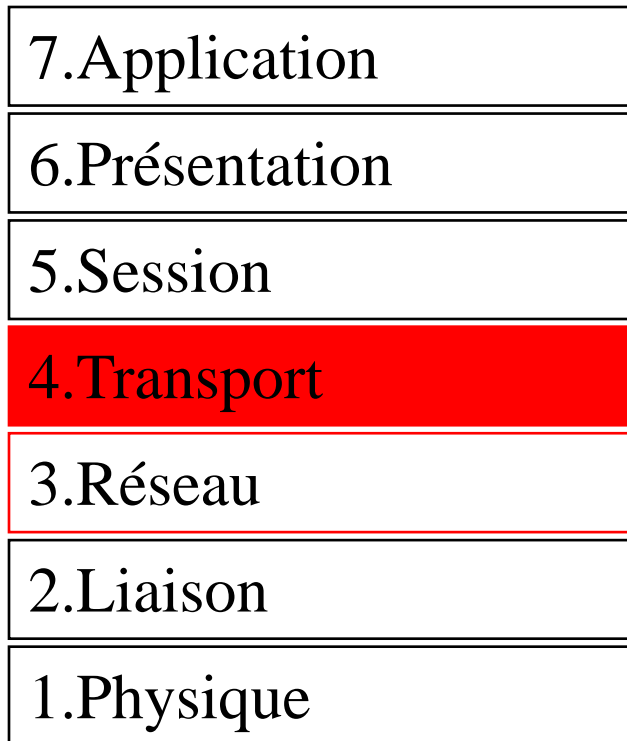 7.Application
6.Présentation
5.Session
4.Transport
3.Réseau
2.Liaison
1.Physique